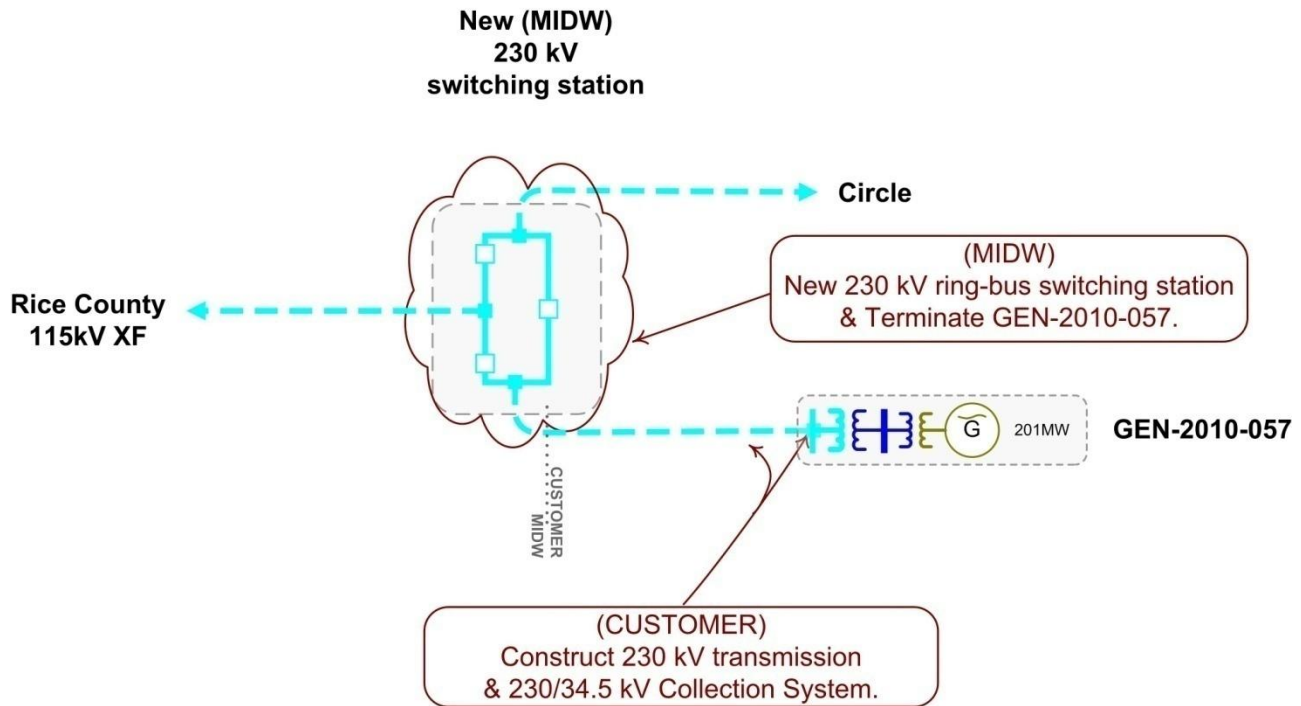 New (MIDW)
230 kV
switching station
Circle
(MIDW)
New 230 kV ring-bus switching station
& Terminate GEN-2010-057.
Rice County
115kV XF
G
201MW
GEN-2010-057
CUSTOMER
MIDW
(CUSTOMER)
Construct 230 kV transmission
& 230/34.5 kV Collection System.